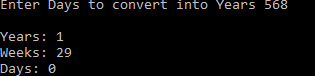 Enter Days to convert into Years 568
Years: 1
Weeks: 29
Days: 0